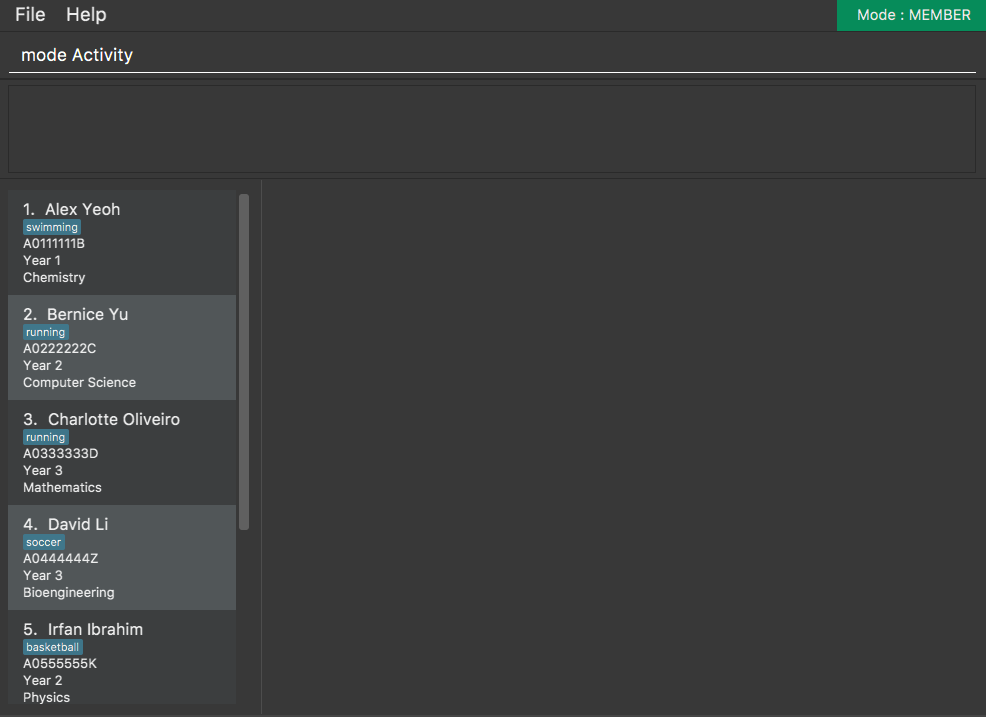 File Help Mode : MEMBER
mode Activity
1. Alex Yeoh
swimming
A0111111B
Year 1
Chemistry
2. Bernice Yu
running
A0222222C
Year 2
Computer Science
3. Charlotte Oliveiro
running
A0333333D
Year 3
Mathematics
4. David Li
soccer
A0444444Z
Year 3
Bioengineering
5. Irfan Ibrahim
basketball
A0555555K
Year 2
Physics